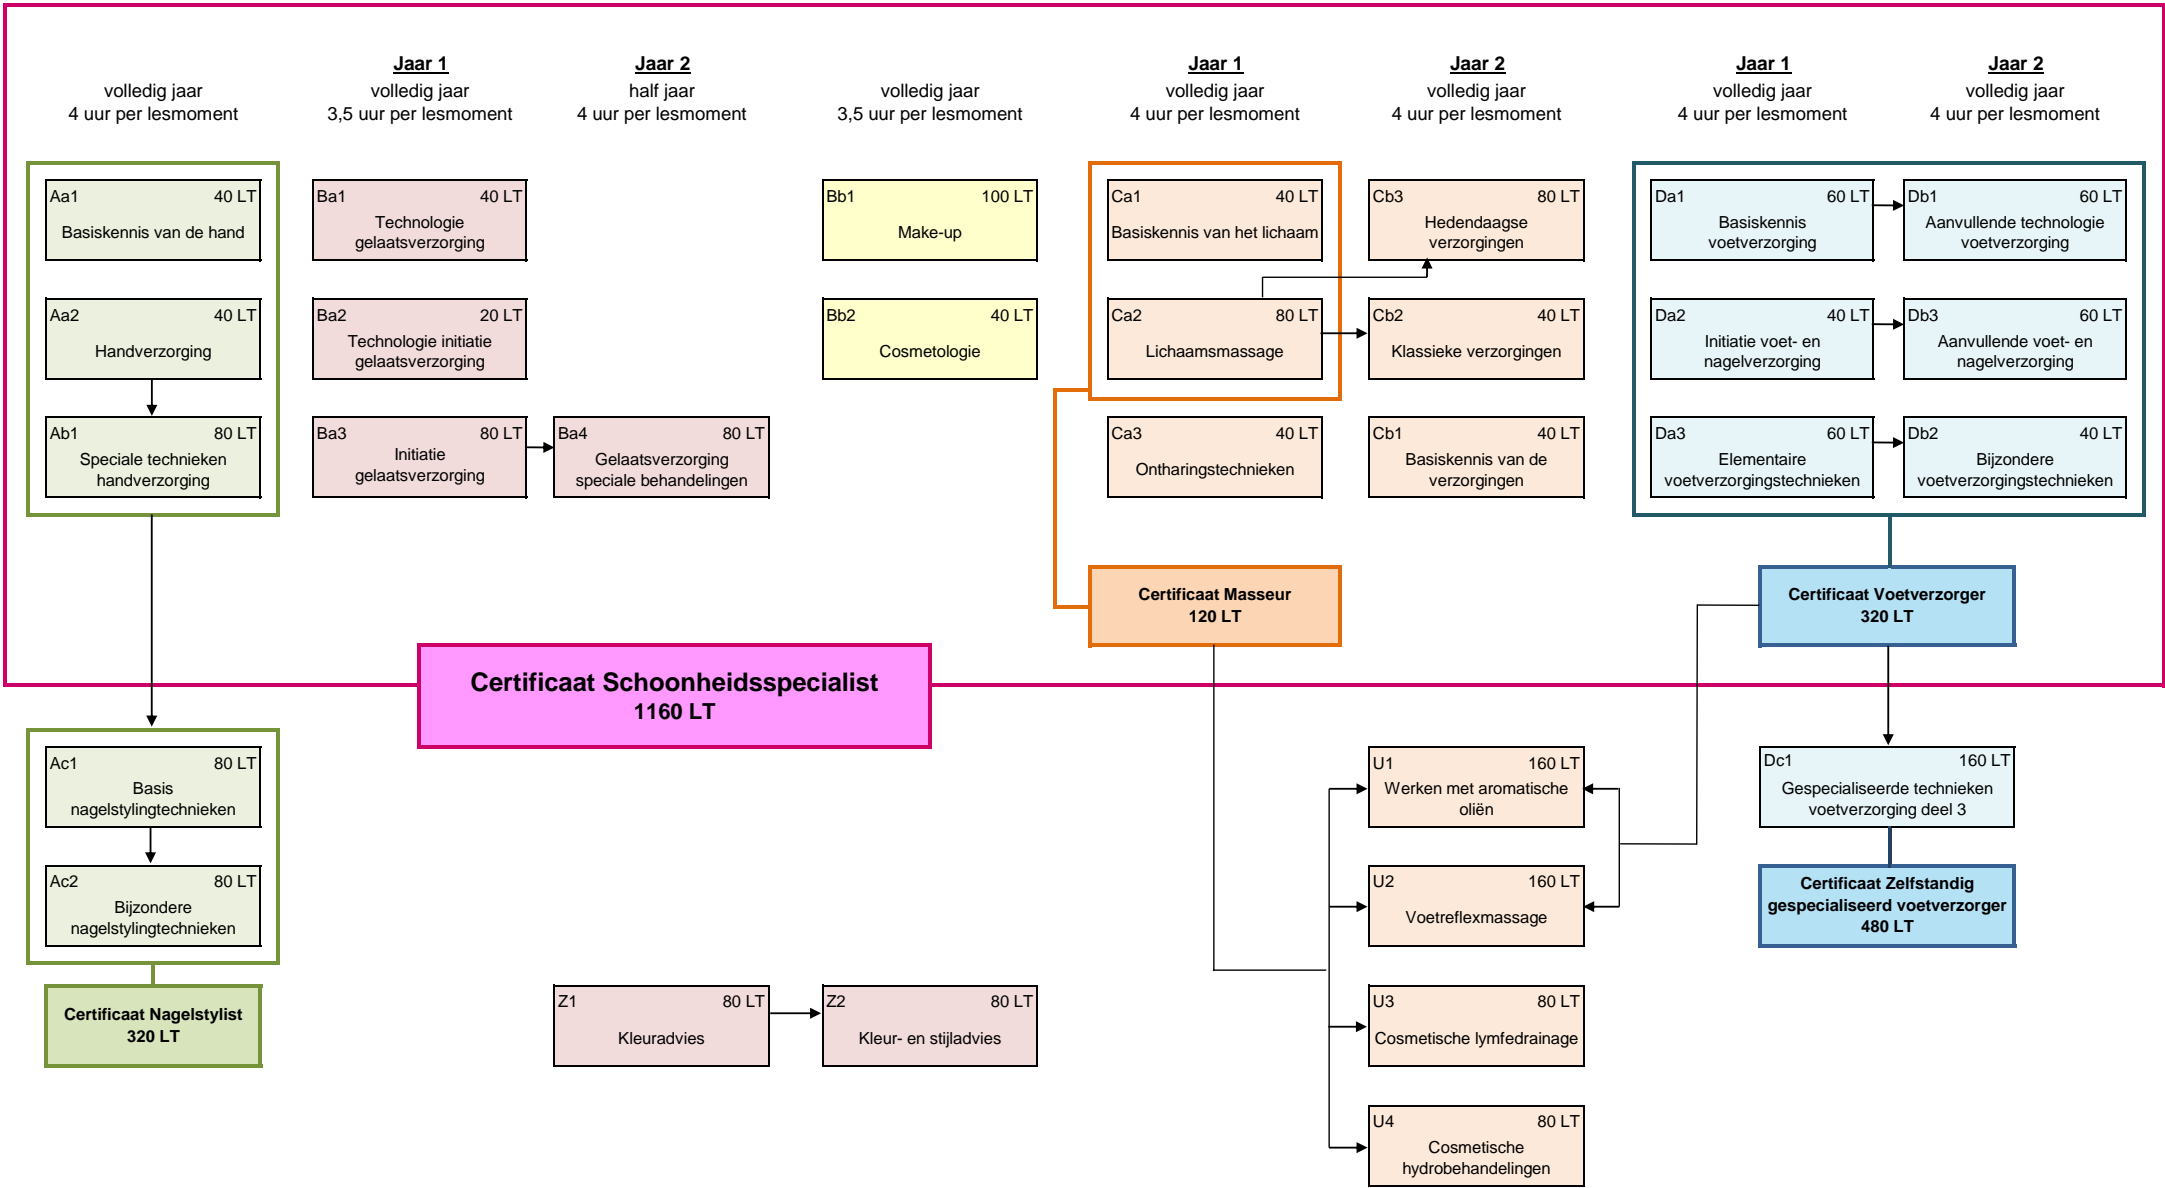 Jaar 1
Jaar 2
Jaar 1
Jaar 2
Jaar 1
Jaar 2
volledig jaar
4 uur per lesmoment
volledig jaar
3,5 uur per lesmoment
half jaar
4 uur per lesmoment
volledig jaar
3,5 uur per lesmoment
volledig jaar
4 uur per lesmoment
volledig jaar
4 uur per lesmoment
volledig jaar
4 uur per lesmoment
volledig jaar
4 uur per lesmoment
Aa1 40 LT
Basiskennis van de hand
Ba1 40 LT
Technologie
gelaatsverzorging
Bb1 100 LT
Make-up
Ca1 40 LT
Basiskennis van het lichaam
Cb3 80 LT
Hedendaagse
verzorgingen
Da1 60 LT
Basiskennis
voetverzorging
Db1 60 LT
Aanvullende technologie
voetverzorging
Aa2 40 LT
Handverzorging
Ba2 20 LT
Technologie initiatie
gelaatsverzorging
Bb2 40 LT
Cosmetologie
Ca2 80 LT
Lichaamsmassage
Cb2 40 LT
Klassieke verzorgingen
Da2 40 LT
Initiatie voet- en
nagelverzorging
Db3 60 LT
Aanvullende voet- en
nagelverzorging
Ab1 80 LT
Speciale technieken
handverzorging
Ba3 80 LT
Initiatie
gelaatsverzorging
Ba4 80 LT
Gelaatsverzorging
speciale behandelingen
Ca3 40 LT
Ontharingstechnieken
Cb1 40 LT
Basiskennis van de
verzorgingen
Da3 60 LT
Elementaire
voetverzorgingstechnieken
Db2 40 LT
Bijzondere
voetverzorgingstechnieken
Certificaat Masseur
120 LT
Certificaat Voetverzorger
320 LT
Certificaat Schoonheidsspecialist
1160 LT
Ac1 80 LT
Basis
nagelstylingtechnieken
U1 160 LT
Werken met aromatische
oliën
Dc1 160 LT
Gespecialiseerde technieken
voetverzorging deel 3
Ac2 80 LT
Bijzondere
nagelstylingtechnieken
U2 160 LT
Voetreflexmassage
Certificaat Zelfstandig
gespecialiseerd voetverzorger
480 LT
Certificaat Nagelstylist
320 LT
Z1 80 LT
Kleuradvies
Z2 80 LT
Kleur- en stijladvies
U3 80 LT
Cosmetische lymfedrainage
U4 80 LT
Cosmetische
hydrobehandelingen